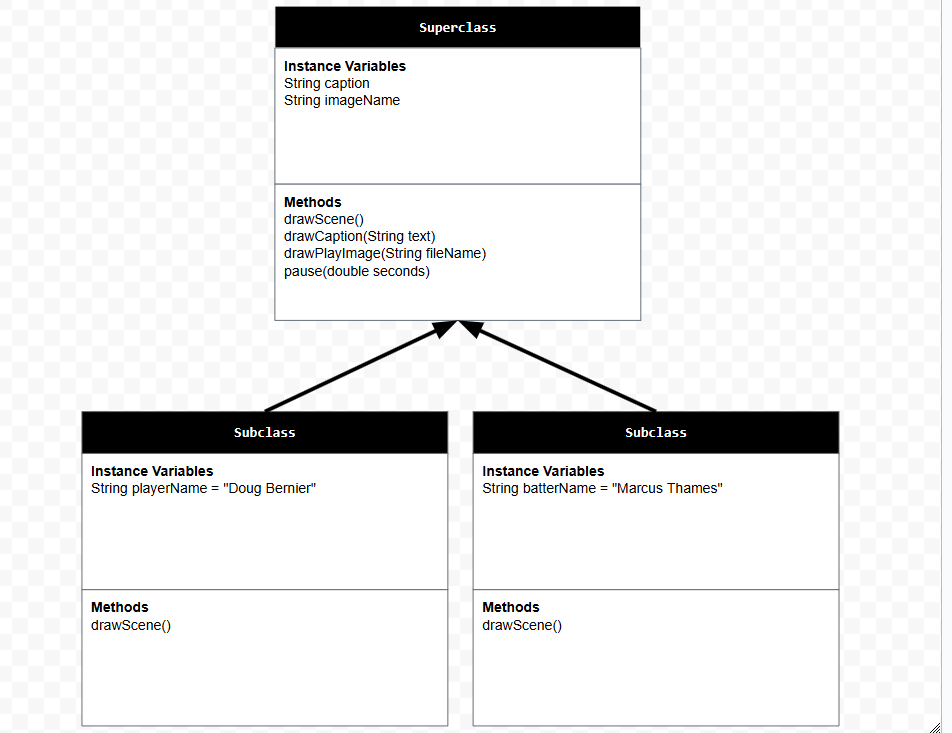 Superclass
Instance Variables
String caption
String imageName
Methods
drawScene()
drawCaption(String text)
drawPlayImage(String fileName)
pause(double seconds)
Subclass
Instance Variables
String playerName = "Doug Bernier"
Methods
drawScene()
Subclass
Instance Variables
String batterName = "Marcus Thames"
Methods
drawScene()